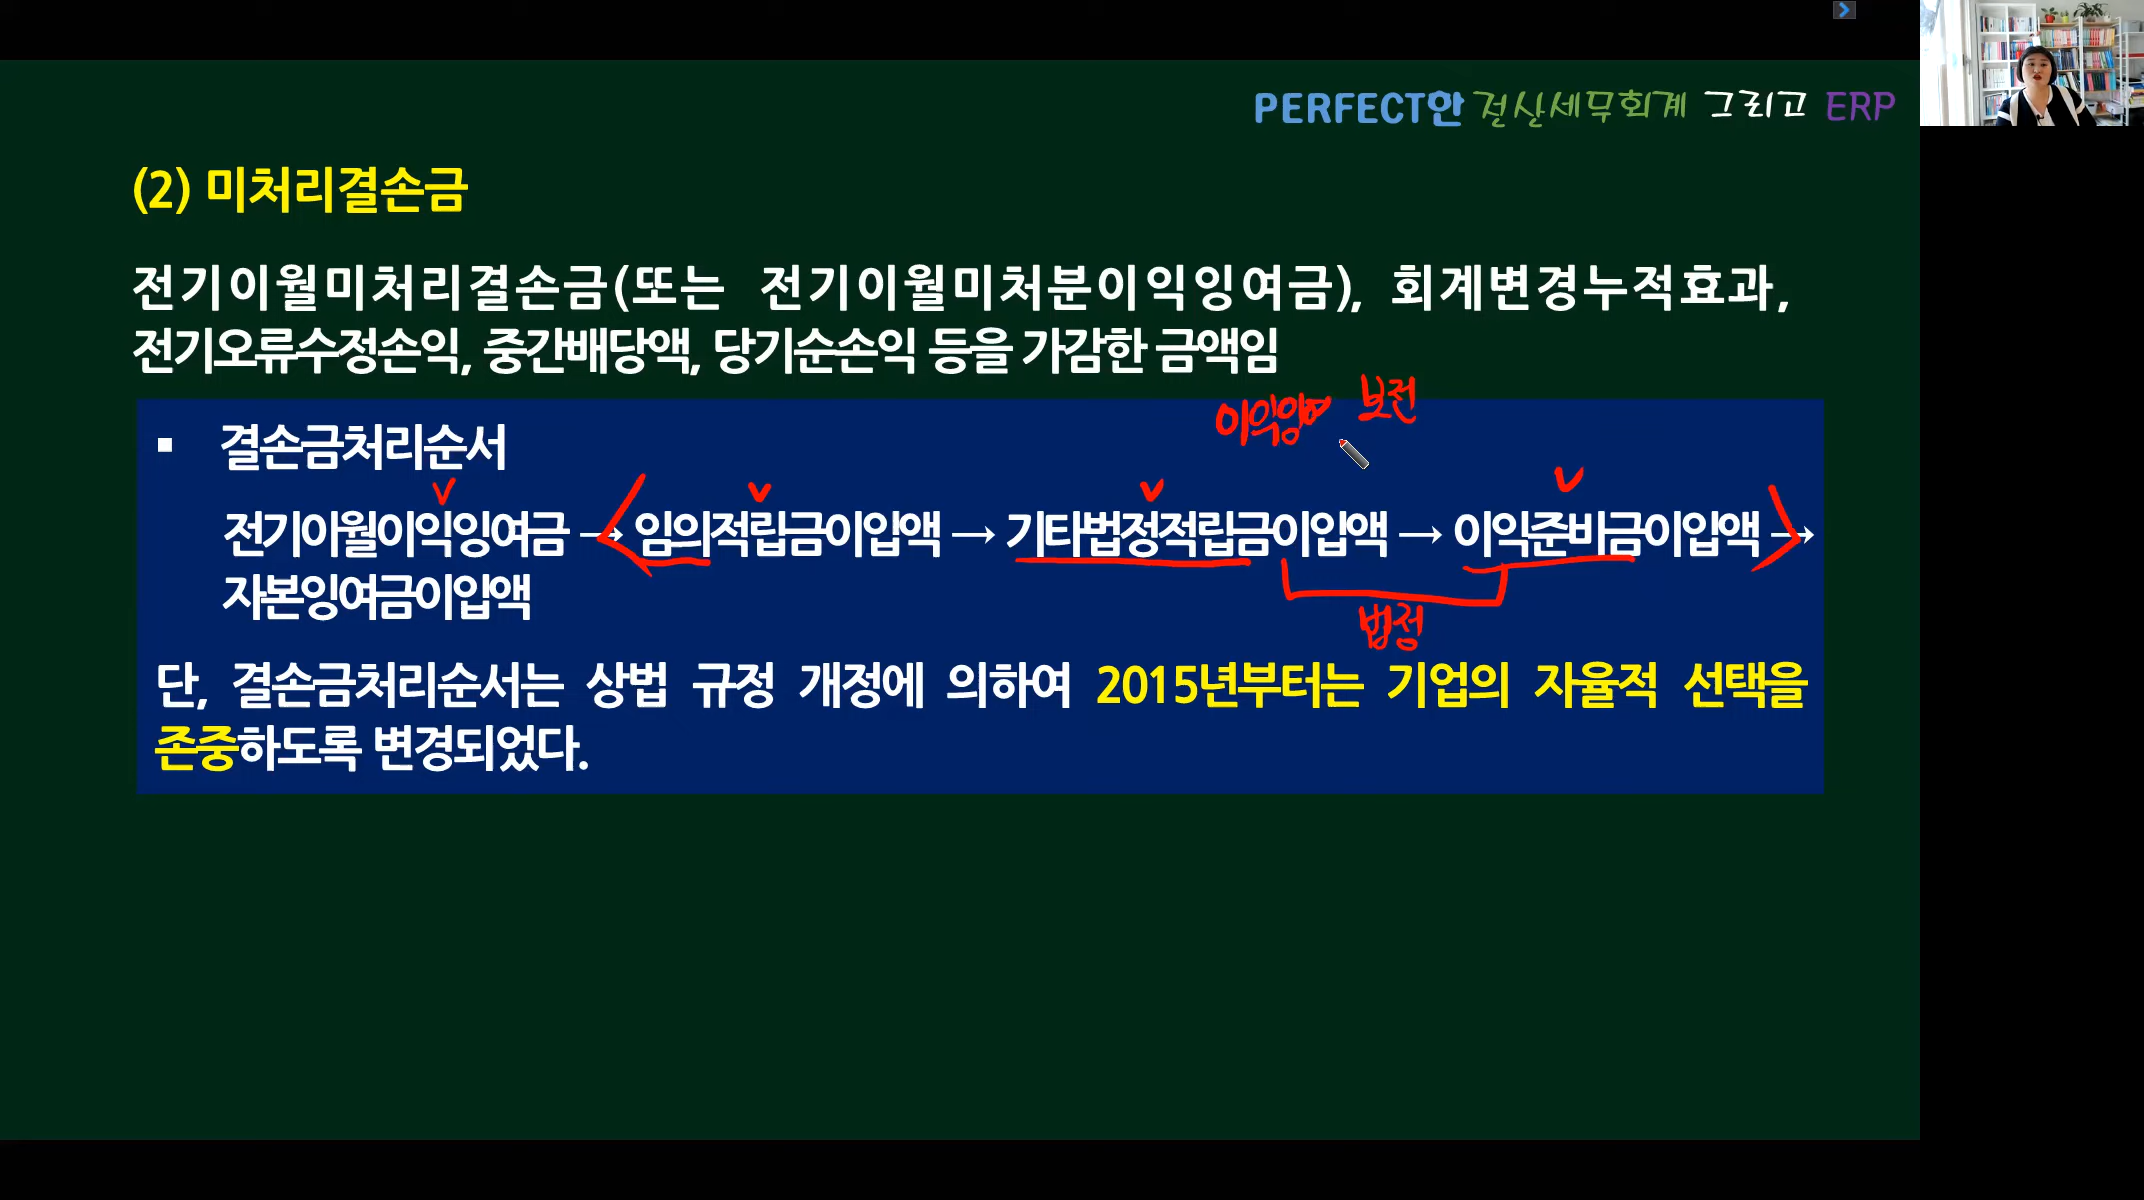 PERFECT한 전산세무회계 그리고 ERP
(2) 미처리결손금
전기이월미처리결손금(또는 전기이월미처분이익잉여금), 회계변경누적효과,
전기오류수정손익, 중간배당액, 당기순손익 등을 가감한 금액임
이익잉여 보전
▪ 결손금처리순서
전기이월이익잉여금 → 임의적립금이입액 → 기타법정적립금이입액 → 이익준비금이입액 →
자본잉여금이입액
법정
단, 결손금처리순서는 상법 규정 개정에 의하여 2015년부터는 기업의 자율적 선택을
존중하도록 변경되었다.